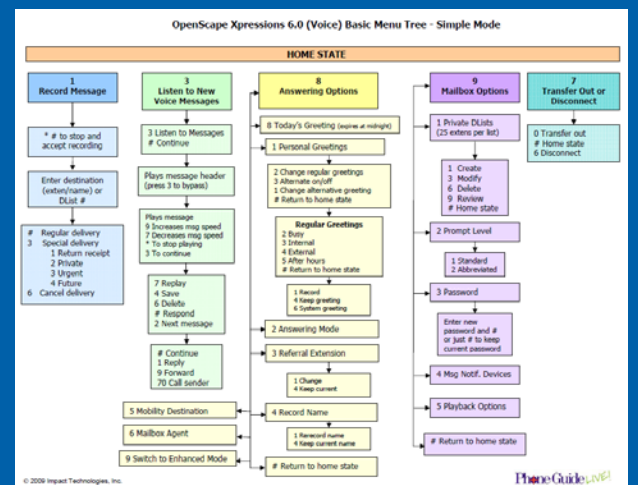 OpenScape Xpressions 6.0 (Voice) Basic Menu Tree - Simple Mode
HOME STATE
1
Record Message
* # to stop and
accept recording
Enter destination
(exten/name) or
DList #
# Regular delivery
3 Special delivery
1 Return receipt
2 Private
3 Urgent
4 Future
6 Cancel delivery
3
Listen to New
Voice Messages
3 Listen to Messages
# Continue
Plays message header
(press 3 to bypass)
Plays message
9 Increases msg speed
7 Decreases msg speed
* To stop playing
3 To continue
7 Replay
4 Save
6 Delete
# Respond
2 Next message
# Continue
1 Reply
9 Forward
70 Call sender
8
Answering Options
8 Today's Greeting (expires at midnight)
1 Personal Greetings
2 Change regular greetings
3 Alternate on/off
1 Change alternative greeting
# Return to home state
Regular Greetings
2 Busy
3 Internal
4 External
5 After hours
# Return to home state
1 Record
4 Keep greeting
6 System greeting
2 Answering Mode
3 Referral Extension
1 Change
4 Keep current
5 Mobility Destination
4 Record Name
6 Mailbox Agent
1 Rerecord name
4 Keep current name
9 Switch to Enhanced Mode
# Return to home state
9
Mailbox Options
1 Private DLists
(25 extens per list)
1 Create
3 Modify
6 Delete
9 Review
# Home state
2 Prompt Level
1 Standard
2 Abbreviated
3 Password
Enter new
password and #
or just # to keep
current password
4 Msg Notif. Devices
5 Playback Options
# Return to home state
7
Transfer Out or
Disconnect
0 Transfer out
# Home state
6 Disconnect
© 2009 Impact Technologies, Inc.
PhoneGuide LIVE!